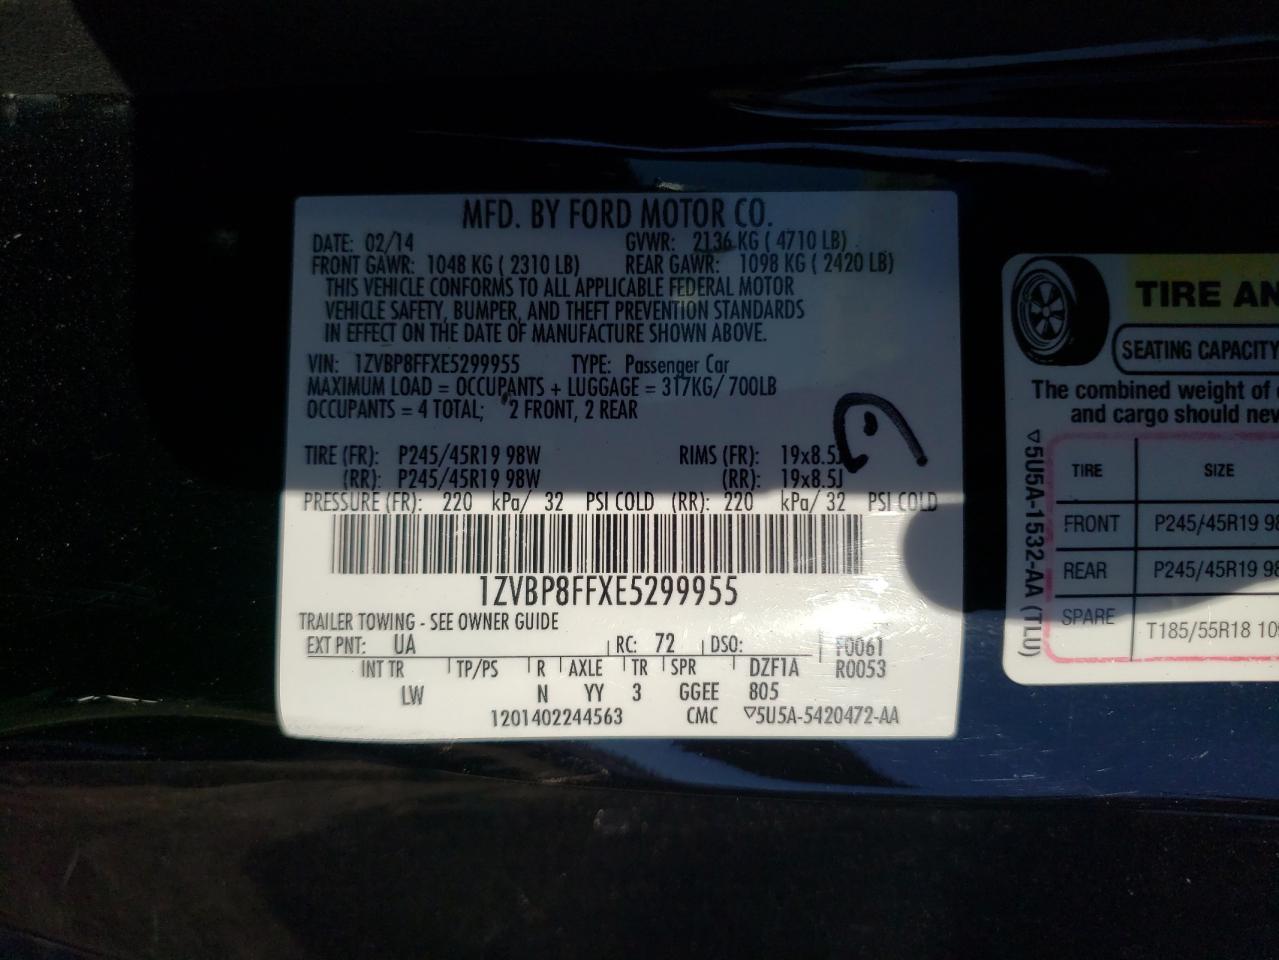 MFD. BY FORD MOTOR CO.
DATE: 02/14 GVWR: 2136 KG ( 4710 LB)
FRONT GAWR: 1048 KG ( 2310 LB) REAR GAWR: 1098 KG ( 2420 LB)
THIS VEHICLE CONFORMS TO ALL APPLICABLE FEDERAL MOTOR
VEHICLE SAFETY, BUMPER, AND THEFT PREVENTION STANDARDS
IN EFFECT ON THE DATE OF MANUFACTURE SHOWN ABOVE.
VIN: 1ZVBP8FFXE5299955 TYPE: Passenger Car
MAXIMUM LOAD = OCCUPANTS + LUGGAGE = 317KG/ 700LB
OCCUPANTS = 4 TOTAL; 2 FRONT, 2 REAR
TIRE (FR): P245/45R19 98W RIMS (FR): 19x8.5J
(RR): P245/45R19 98W (RR): 19x8.5J
PRESSURE (FR): 220 kPa/ 32 PSI COLD (RR): 220 kPa/ 32 PSI COLD
1ZVBP8FFXE5299955
TRAILER TOWING - SEE OWNER GUIDE
EXT PNT: UA RC: 72 DSO: F0061
INT TR TP/PS R AXLE TR SPR DZF1A R0053
LW N YY 3 GGEE 805
1201402244563 CMC ▽5U5A-5420472-AA
TIRE AN
SEATING CAPACITY
The combined weight of
and cargo should nev
TIRE SIZE
FRONT P245/45R19 98
REAR P245/45R19 98
SPARE T185/55R18 10
▽5U5A-1532-AA (TLU)